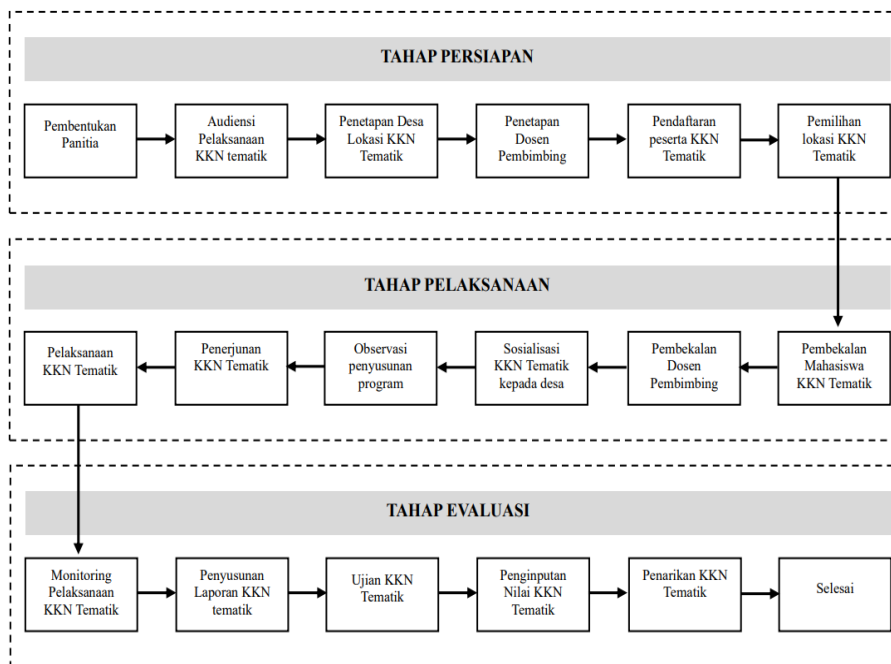 TAHAP PERSIAPAN
Pembentukan
Panitia
Audiensi
Pelaksanaan
KKN tematik
Penetapan Desa
Lokasi KKN
Tematik
Penetapan
Dosen
Pembimbing
Pendaftaran
peserta KKN
Tematik
Pemilihan
lokasi KKN
Tematik
TAHAP PELAKSANAAN
Pelaksanaan
KKN Tematik
Penerjunan
KKN Tematik
Observasi
penyusunan
program
Sosialisasi
KKN Tematik
kepada desa
Pembekalan
Dosen
Pembimbing
Pembekalan
Mahasiswa
KKN Tematik
TAHAP EVALUASI
Monitoring
Pelaksanaan
KKN Tematik
Penyusunan
Laporan KKN
tematik
Ujian KKN
Tematik
Penginputan
Nilai KKN
Tematik
Penarikan KKN
Tematik
Selesai